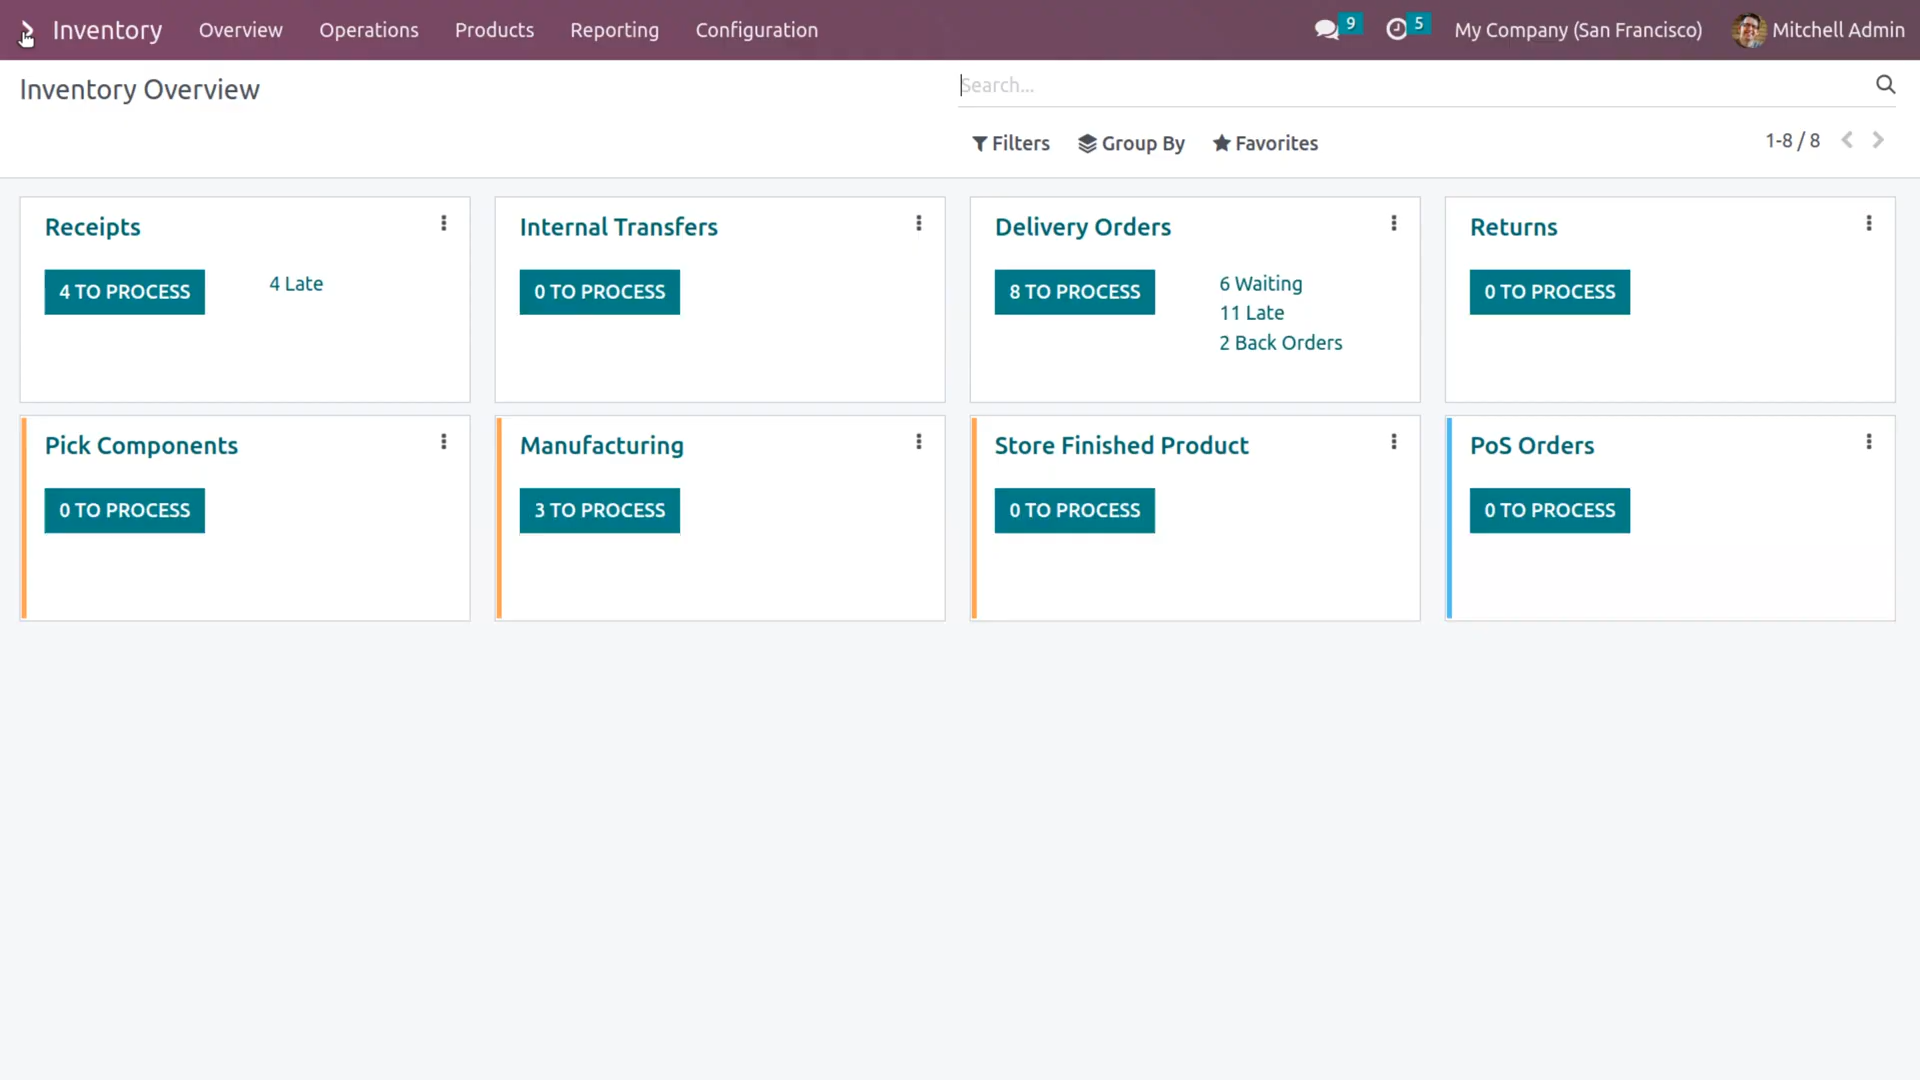 Inventory Overview Operations Products Reporting Configuration 9 5 My Company (San Francisco) Mitchell Admin
Inventory Overview
Search...
Filters Group By Favorites 1-8 / 8
Receipts Internal Transfers Delivery Orders Returns
4 TO PROCESS 4 Late 0 TO PROCESS 8 TO PROCESS 6 Waiting 0 TO PROCESS
11 Late
2 Back Orders
Pick Components Manufacturing Store Finished Product PoS Orders
0 TO PROCESS 3 TO PROCESS 0 TO PROCESS 0 TO PROCESS